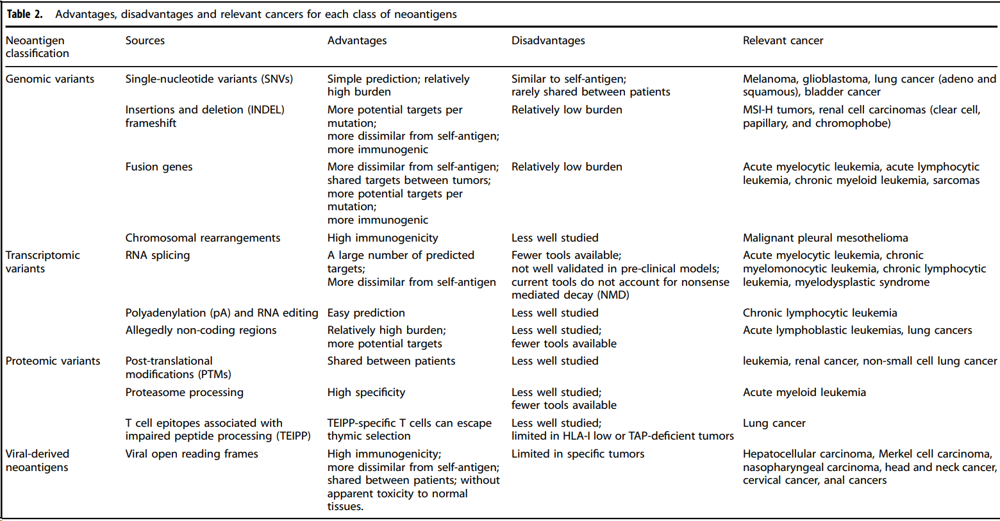 Table 2. Advantages, disadvantages and relevant cancers for each class of neoantigens
Neoantigen classification Sources Advantages Disadvantages Relevant cancer
Genomic variants Single-nucleotide variants (SNVs) Simple prediction; relatively high burden Similar to self-antigen; rarely shared between patients Melanoma, glioblastoma, lung cancer (adeno and squamous), bladder cancer
Insertions and deletion (INDEL) frameshift More potential targets per mutation; more dissimilar from self-antigen; more immunogenic Relatively low burden MSI-H tumors, renal cell carcinomas (clear cell, papillary, and chromophobe)
Fusion genes More dissimilar from self-antigen; shared targets between tumors; more potential targets per mutation; more immunogenic Relatively low burden Acute myelocytic leukemia, acute lymphocytic leukemia, chronic myeloid leukemia, sarcomas
Chromosomal rearrangements High immunogenicity Less well studied Malignant pleural mesothelioma
Transcriptomic variants RNA splicing A large number of predicted targets; More dissimilar from self-antigen Fewer tools available; not well validated in pre-clinical models; current tools do not account for nonsense mediated decay (NMD) Acute myelocytic leukemia, chronic myelomonocytic leukemia, chronic lymphocytic leukemia, myelodysplastic syndrome
Polyadenylation (pA) and RNA editing Easy prediction Less well studied Chronic lymphocytic leukemia
Allegedly non-coding regions Relatively high burden; more potential targets Less well studied; fewer tools available Acute lymphoblastic leukemias, lung cancers
Proteomic variants Post-translational modifications (PTMs) Shared between patients Less well studied leukemia, renal cancer, non-small cell lung cancer
Proteasome processing High specificity Less well studied; fewer tools available Acute myeloid leukemia
T cell epitopes associated with impaired peptide processing (TEIPP) TEIPP-specific T cells can escape thymic selection Less well studied; limited in HLA-I low or TAP-deficient tumors Lung cancer
Viral-derived neoantigens Viral open reading frames High immunogenicity; more dissimilar from self-antigen; shared between patients; without apparent toxicity to normal tissues. Limited in specific tumors Hepatocellular carcinoma, Merkel cell carcinoma, nasopharyngeal carcinoma, head and neck cancer, cervical cancer, anal cancers